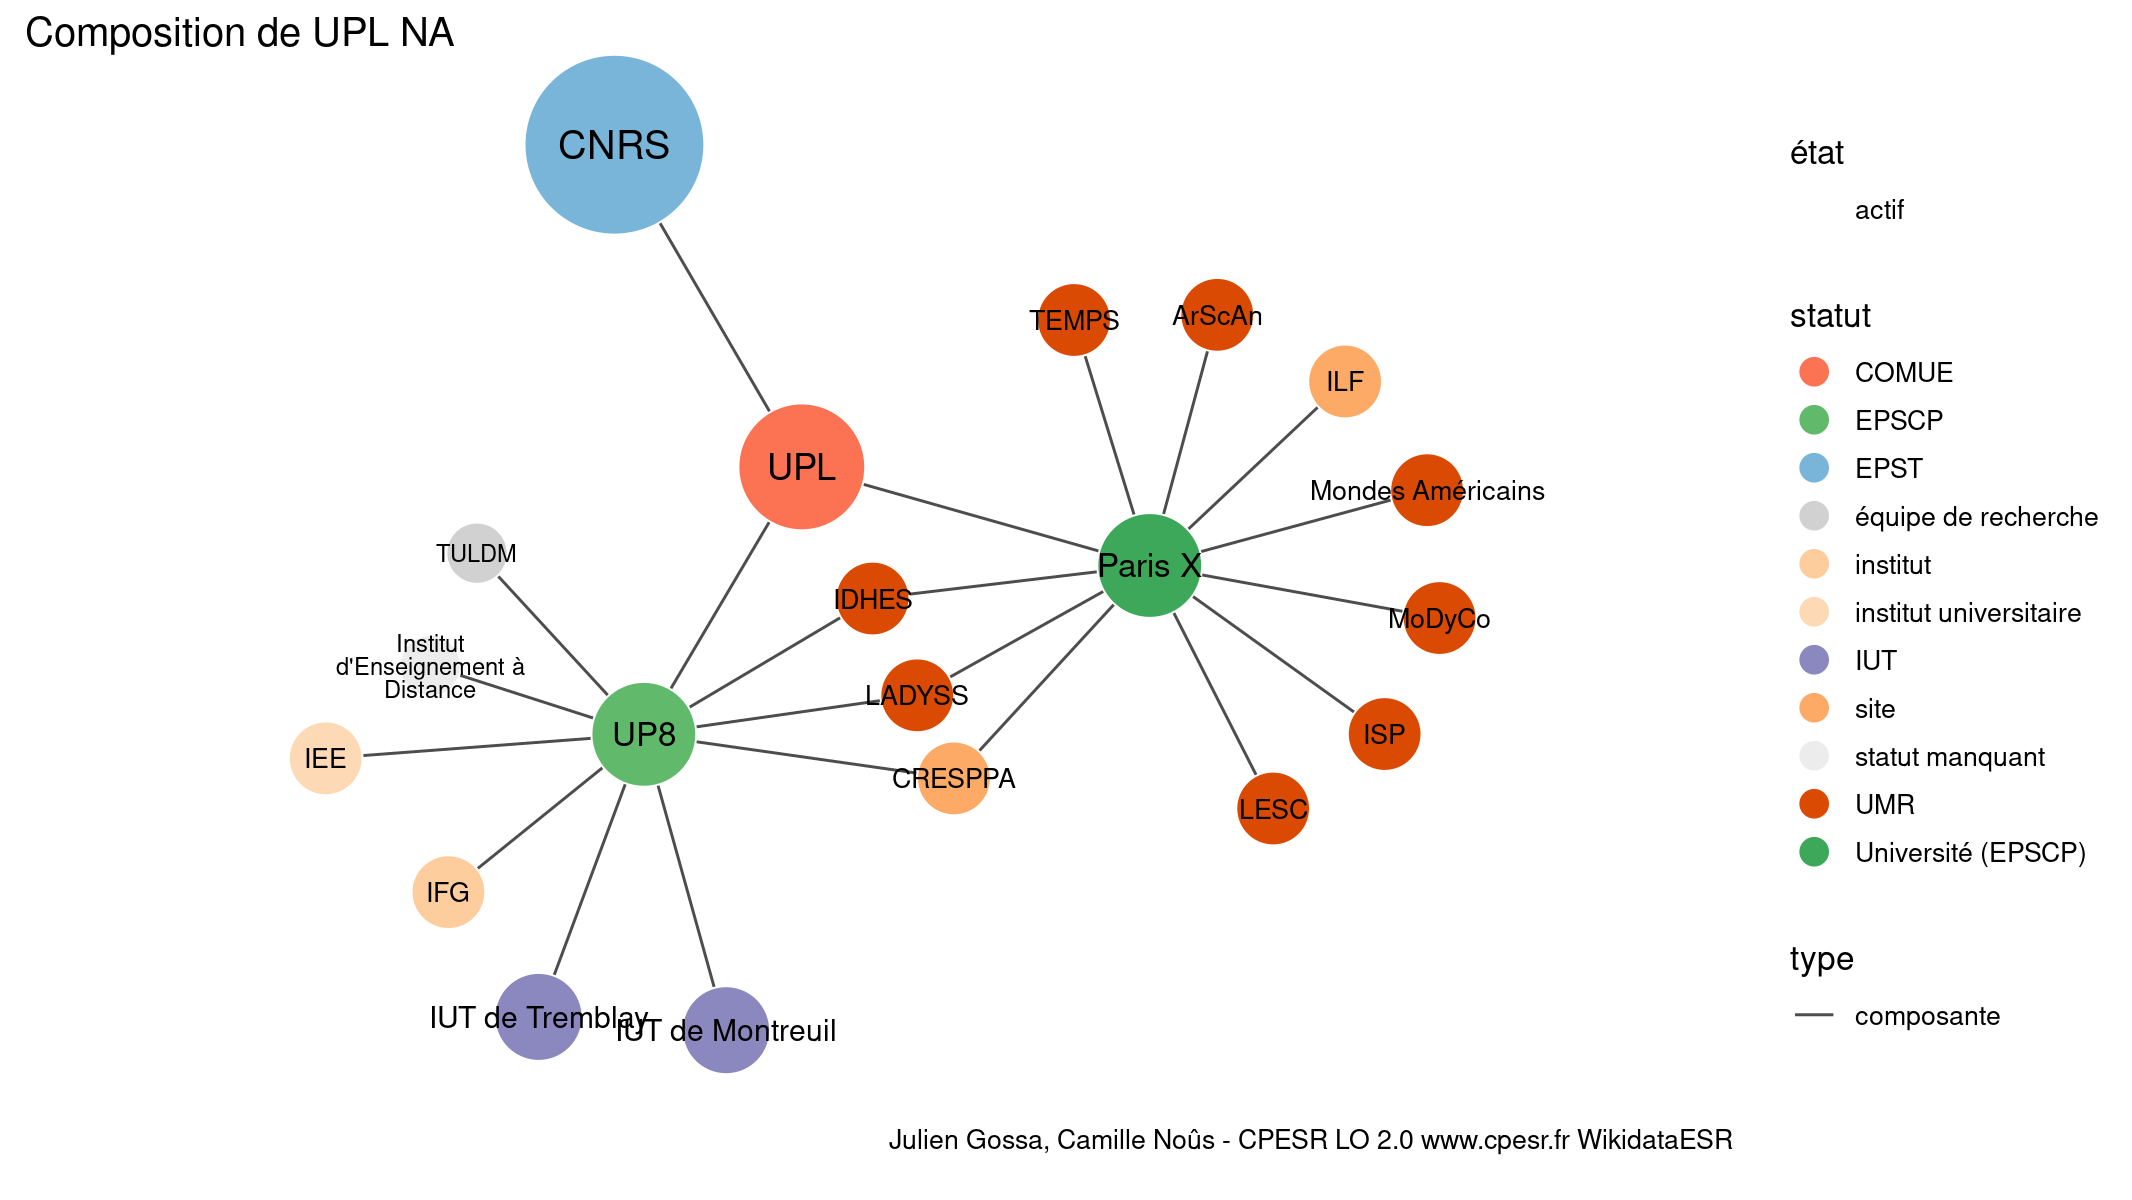 Composition de UPL NA
CNRS
UPL
TEMPS
ArScAn
ILF
Mondes Américains
Paris X
MoDyCo
ISP
LESC
IDHES
LADYSS
CRESPPA
TULDM
Institut
d'Enseignement à
Distance
UP8
IEE
IFG
IUT de Tremblay
IUT de Montreuil
état
actif
statut
COMUE
EPSCP
EPST
équipe de recherche
institut
institut universitaire
IUT
site
statut manquant
UMR
Université (EPSCP)
type
composante
Julien Gossa, Camille Noûs - CPESR LO 2.0 www.cpesr.fr WikidataESR